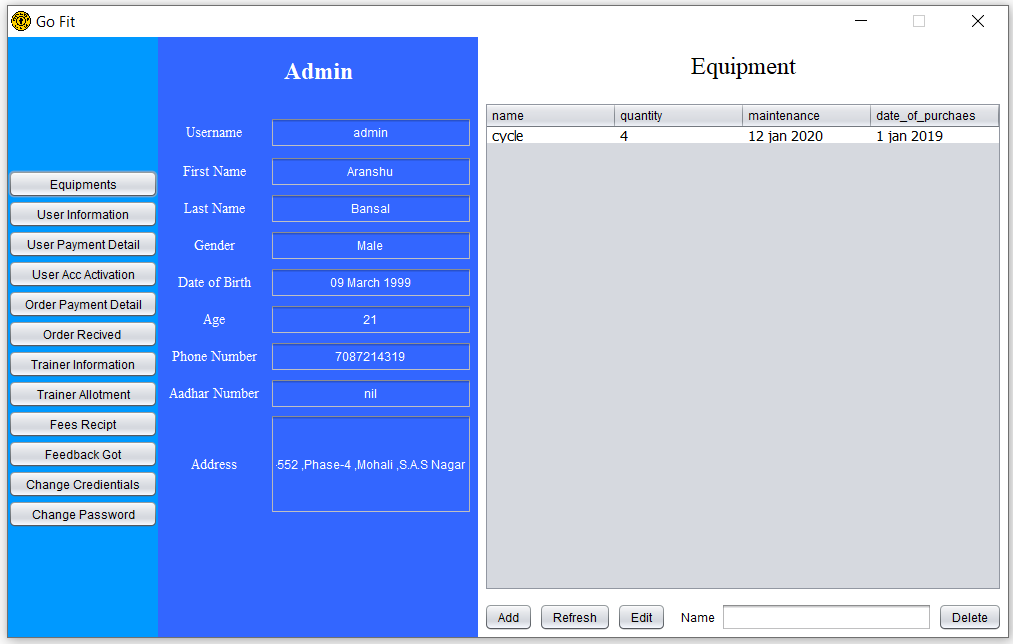 Go Fit
Equipments
User Information
User Payment Detail
User Acc Activation
Order Payment Detail
Order Recived
Trainer Information
Trainer Allotment
Fees Recipt
Feedback Got
Change Credientials
Change Password
Admin
Username admin
First Name Aranshu
Last Name Bansal
Gender Male
Date of Birth 09 March 1999
Age 21
Phone Number 7087214319
Aadhar Number nil
Address 552 ,Phase-4 ,Mohali ,S.A.S Nagar
Equipment
name quantity maintenance date_of_purchaes
cycle 4 12 jan 2020 1 jan 2019
Add Refresh Edit Name Delete